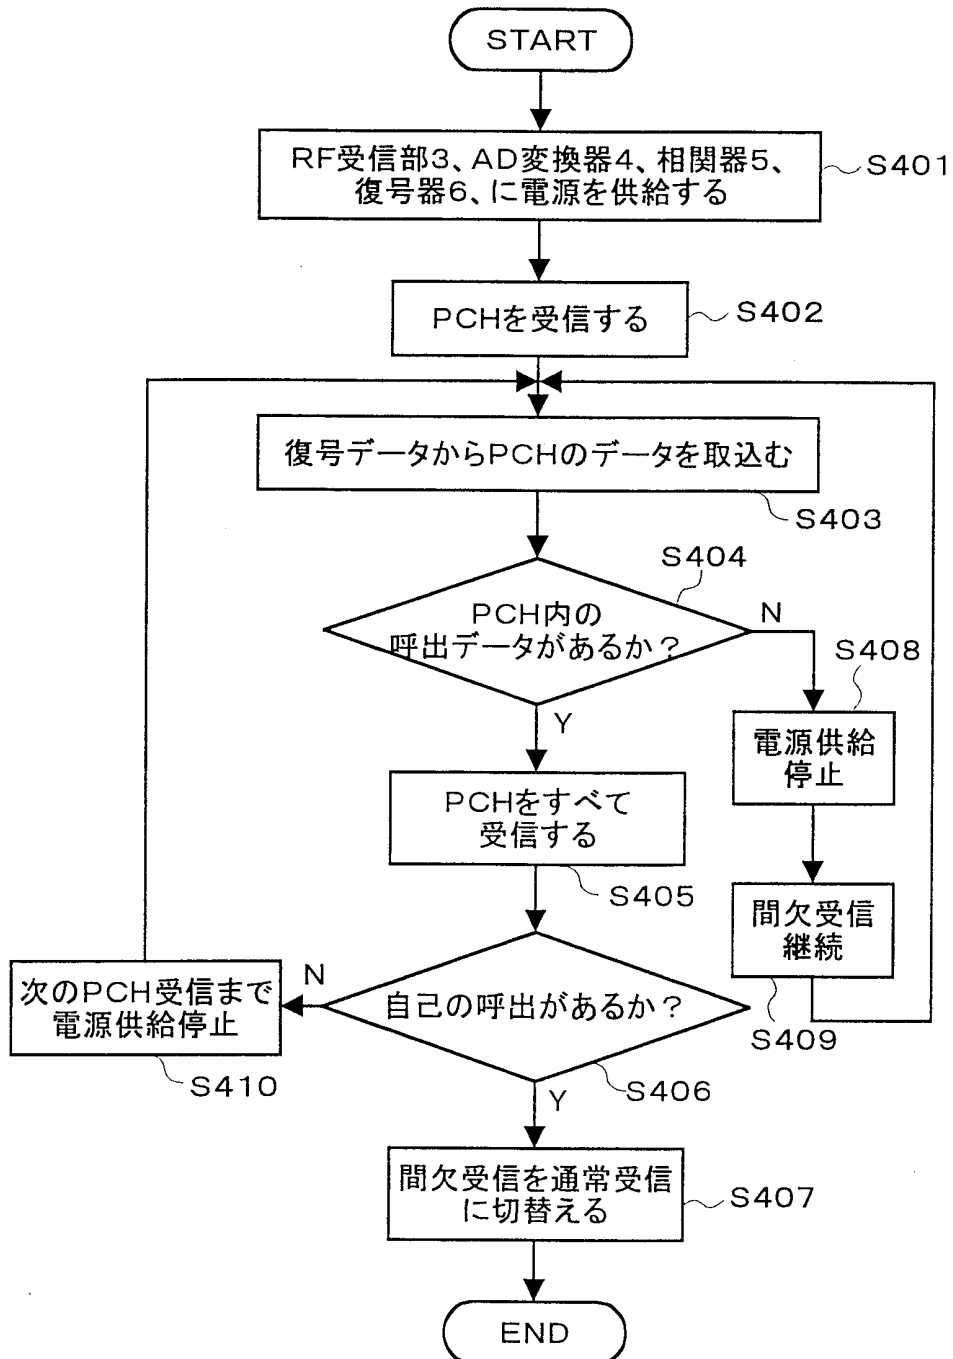 START
RF受信部3、AD変換器4、相関器5、
復号器6、に電源を供給する
S401
PCHを受信する
S402
復号データからPCHのデータを取込む
S403
S404
PCH内の
呼出データがあるか？
N
S408
Y
電源供給
停止
PCHをすべて
受信する
S405
間欠受信
継続
S409
N
次のPCH受信まで
電源供給停止
S410
自己の呼出があるか？
S406
Y
間欠受信を通常受信
に切替える
S407
END